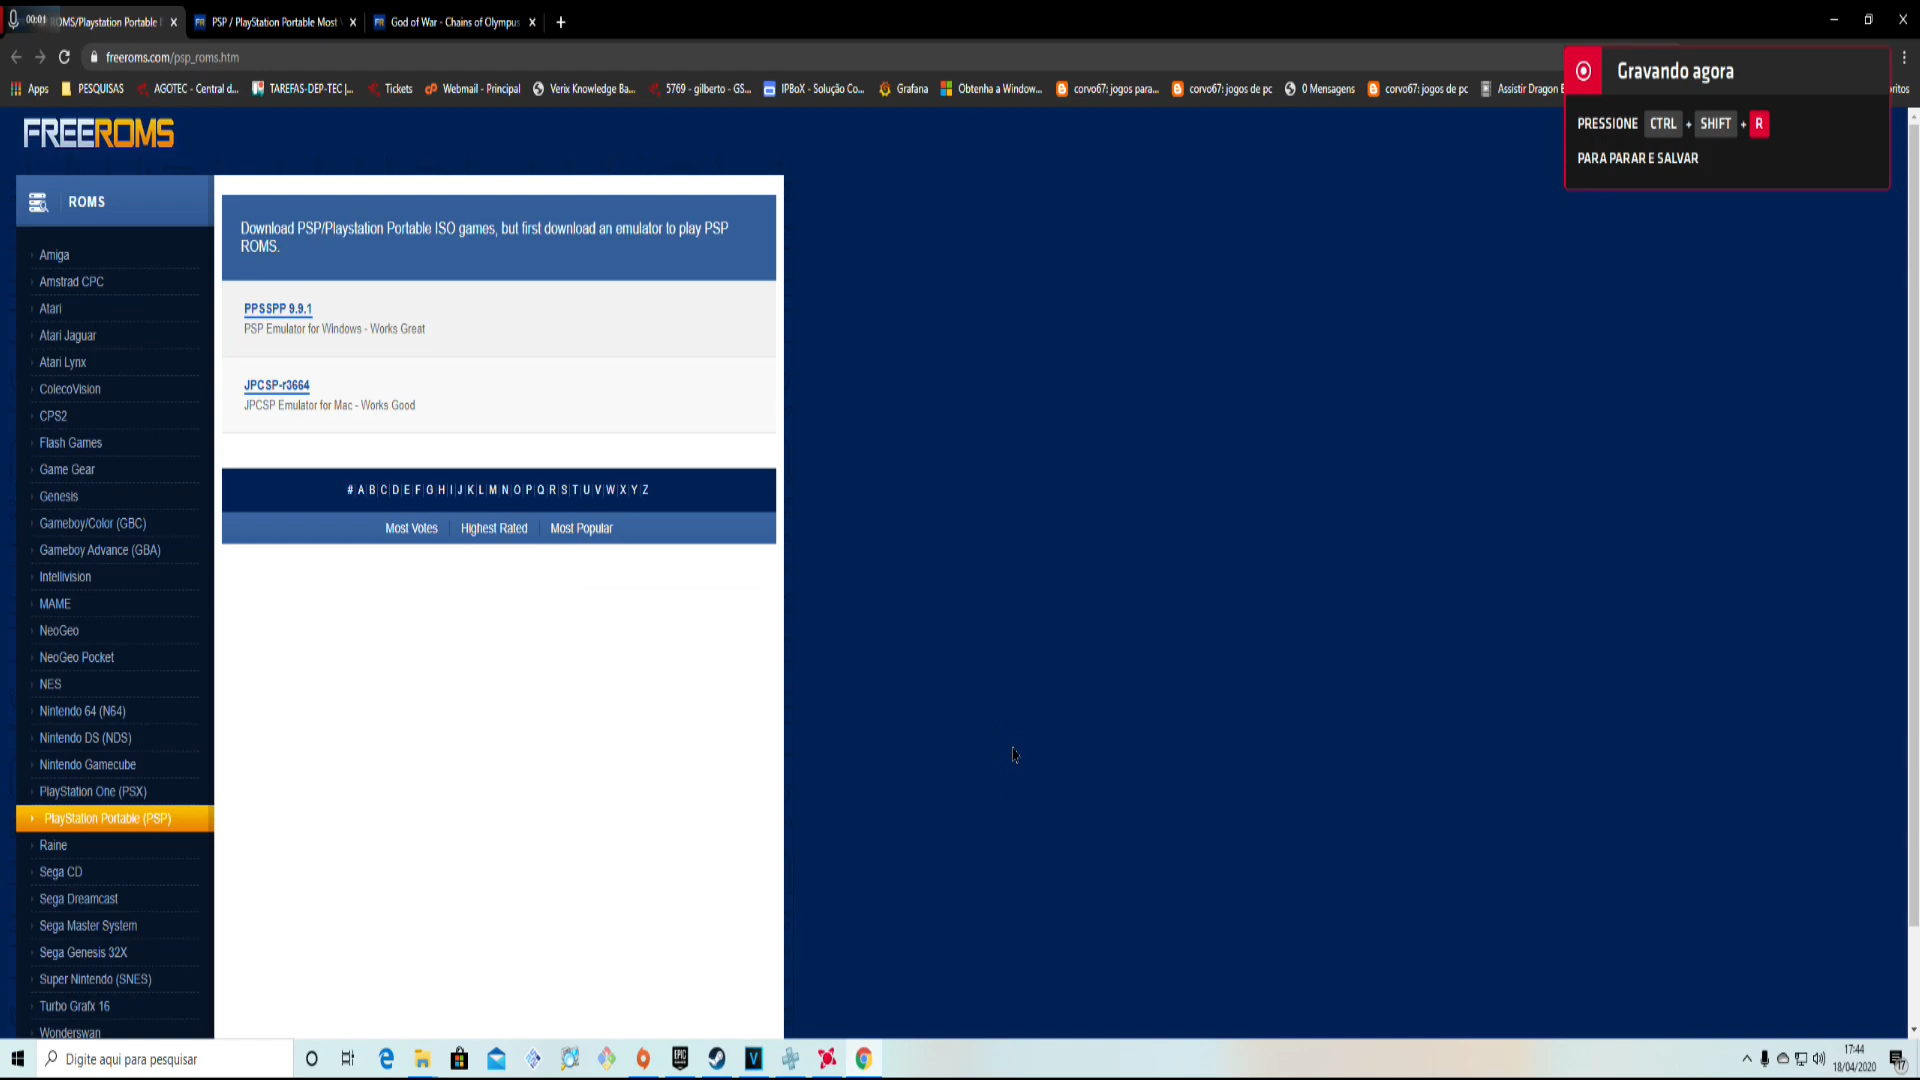 00:01 ROMS/Playstation Portable
PSP / PlayStation Portable Most
God of War - Chains of Olympus
freeroms.com/psp_roms.htm
Apps
PESQUISAS
AGOTEC - Central d...
TAREFAS-DEP-TEC |...
Tickets
Webmail - Principal
Verix Knowledge Ba...
5769 - gilberto - GS...
IPBoX - Solução Co...
Grafana
Obtenha a Window...
corvo67: jogos para...
corvo67: jogos de pc
0 Mensagens
corvo67: jogos de pc
Assistir Dragon
Gravando agora
PRESSIONE CTRL + SHIFT + R
PARA PARAR E SALVAR
FREEROMS
ROMS
Amiga
Amstrad CPC
Atari
Atari Jaguar
Atari Lynx
ColecoVision
CPS2
Flash Games
Game Gear
Genesis
Gameboy/Color (GBC)
Gameboy Advance (GBA)
Intellivision
MAME
NeoGeo
NeoGeo Pocket
NES
Nintendo 64 (N64)
Nintendo DS (NDS)
Nintendo Gamecube
PlayStation One (PSX)
PlayStation Portable (PSP)
Raine
Sega CD
Sega Dreamcast
Sega Master System
Sega Genesis 32X
Super Nintendo (SNES)
Turbo Grafx 16
Wonderswan
Download PSP/Playstation Portable ISO games, but first download an emulator to play PSP
ROMS.
PPSSPP 9.9.1
PSP Emulator for Windows - Works Great
JPCSP-r3664
JPCSP Emulator for Mac - Works Good
# A|B|C|D|E|F|G|H|I|J|K|L|M|N|O|P|Q|R|S|T|U|V|W|X|Y|Z
Most Votes | Highest Rated | Most Popular
Digite aqui para pesquisar
EPIC
V
17:44
18/04/2020
17